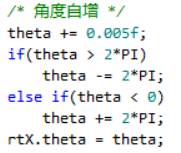 /* 角度自增 */
theta += 0.005f;
if(theta > 2*PI)
    theta -= 2*PI;
else if(theta < 0)
    theta += 2*PI;
rtX.theta = theta;